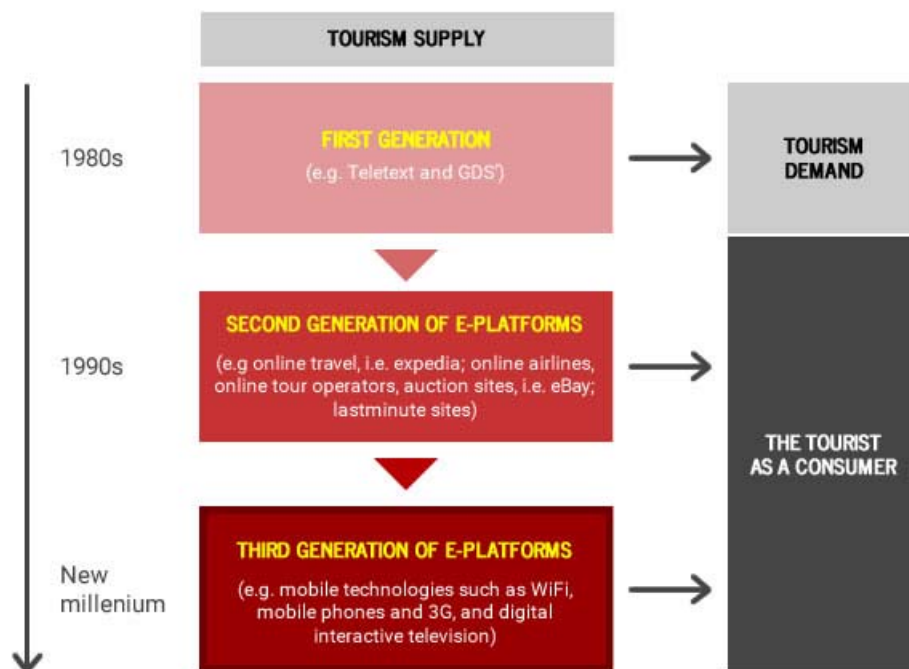 TOURISM SUPPLY
1980s
FIRST GENERATION
(e.g. Teletext and GDS')
TOURISM
DEMAND
1990s
SECOND GENERATION OF E-PLATFORMS
(e.g online travel, i.e. expedia; online airlines,
online tour operators, auction sites, i.e. eBay;
lastminute sites)
THE TOURIST
AS A CONSUMER
New
millenium
THIRD GENERATION OF E-PLATFORMS
(e.g. mobile technologies such as WiFi,
mobile phones and 3G, and digital
interactive television)